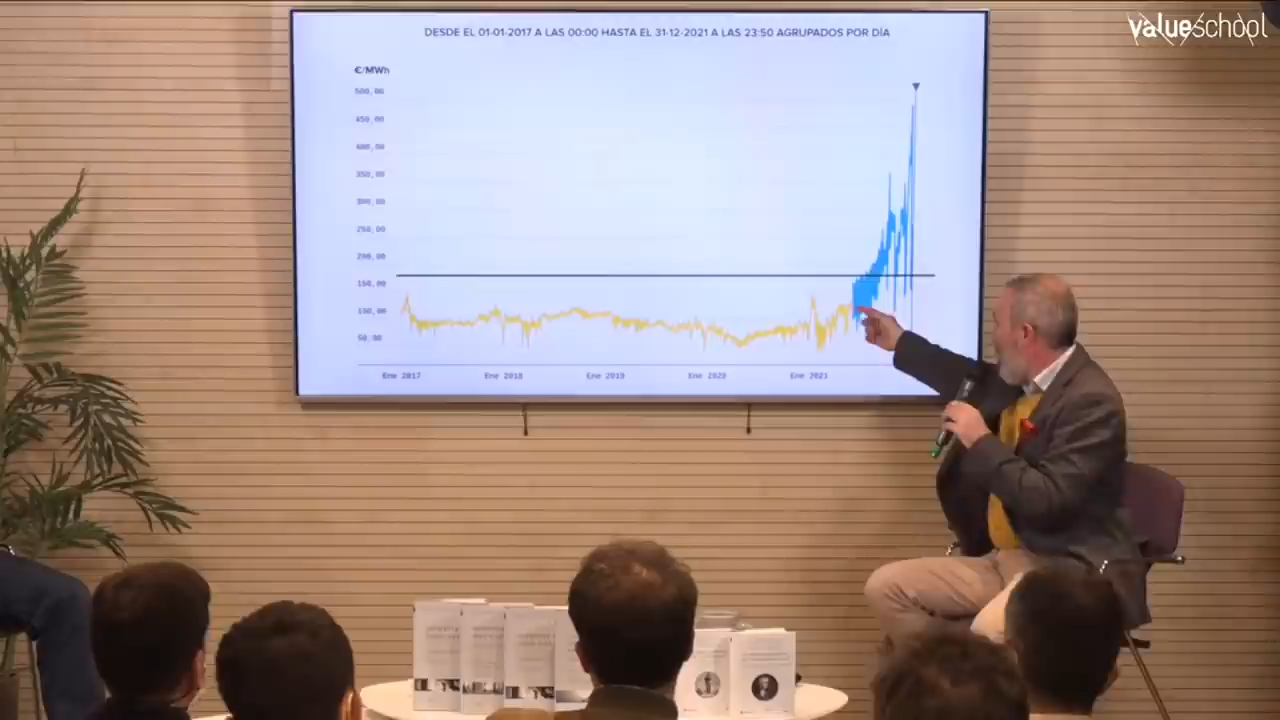 valueschool
DESDE EL 01-01-2017 A LAS 00:00 HASTA EL 31-12-2021 A LAS 23:50 AGRUPADOS POR DÍA
€/MWh
500,00
450,00
400,00
350,00
300,00
250,00
200,00
150,00
100,00
50,00
Ene 2017 Ene 2018 Ene 2019 Ene 2020 Ene 2021